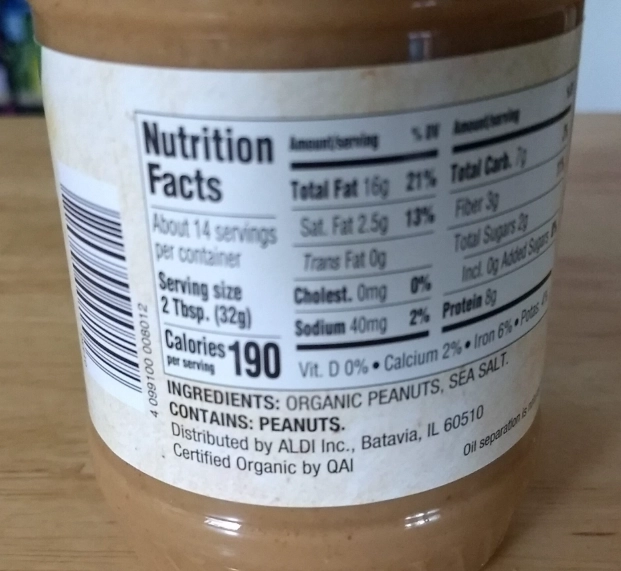 Nutrition
Facts
About 14 servings
per container
Serving size
2 Tbsp. (32g)
Calories 190
per serving
Amount/serving % DV
Total Fat 16g 21%
Sat. Fat 2.5g 13%
Trans Fat 0g
Cholest. 0mg 0%
Sodium 40mg 2%
Amount/serving
Total Carb. 7g
Fiber 3g
Total Sugars 2g
Incl. 0g Added Sugars
Protein 8g
Vit. D 0% • Calcium 2% • Iron 6% • Potas.
INGREDIENTS: ORGANIC PEANUTS, SEA SALT.
CONTAINS: PEANUTS.
Distributed by ALDI Inc., Batavia, IL 60510
Certified Organic by QAI
Oil separation is
4 099100 008012